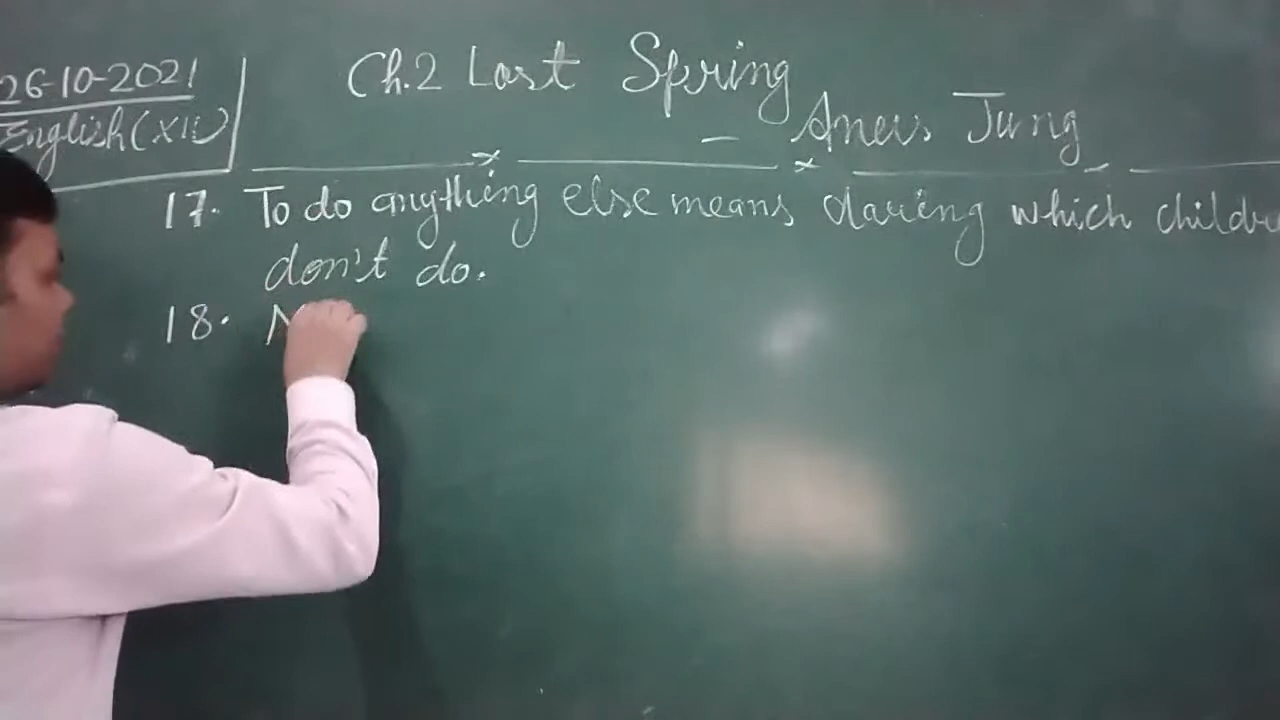 26-10-2021
English (XII)
Ch.2 Lost Spring
- Anees Jung
17. To do anything else means daring which childre
don't do.
18. N